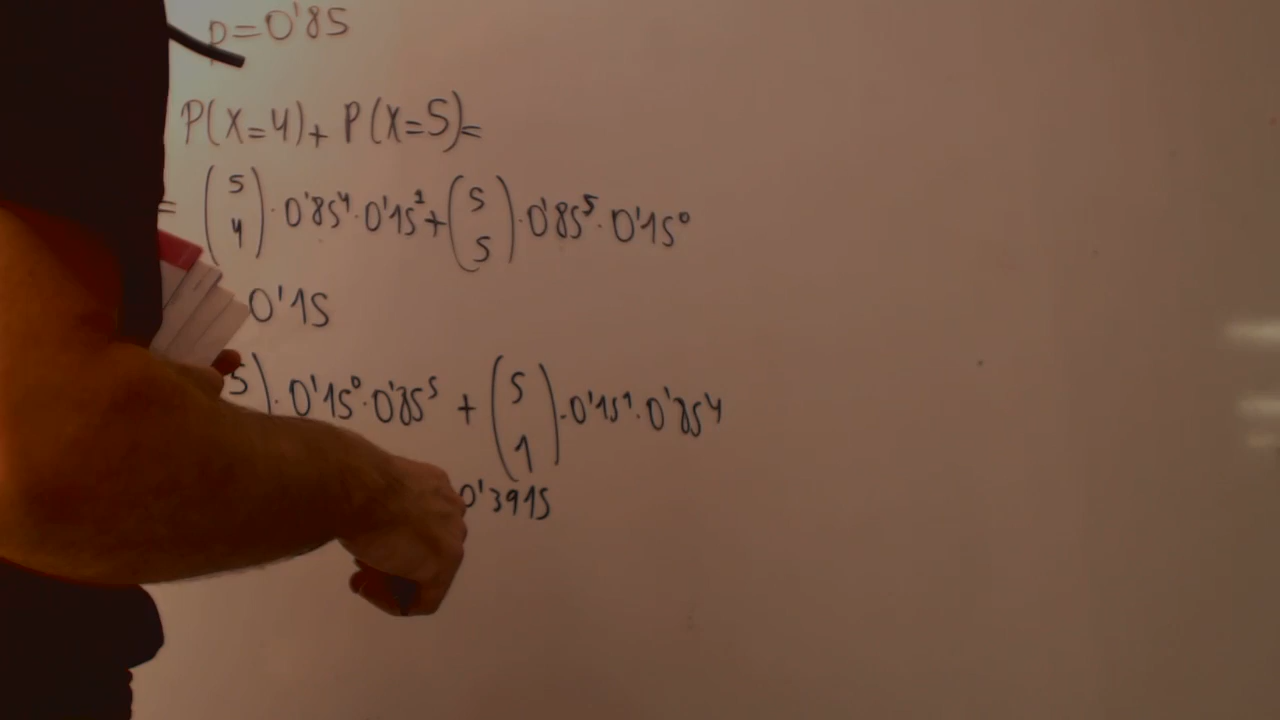 p=0'85
P(X=4)+ P(X=5)=
= (5 4)·0'85⁴·0'15¹+(5 5)·0'85⁵·0'15⁰
0'15
5)·0'15⁰·0'85⁵ + (5 1)·0'15¹·0'85⁴
0'3915